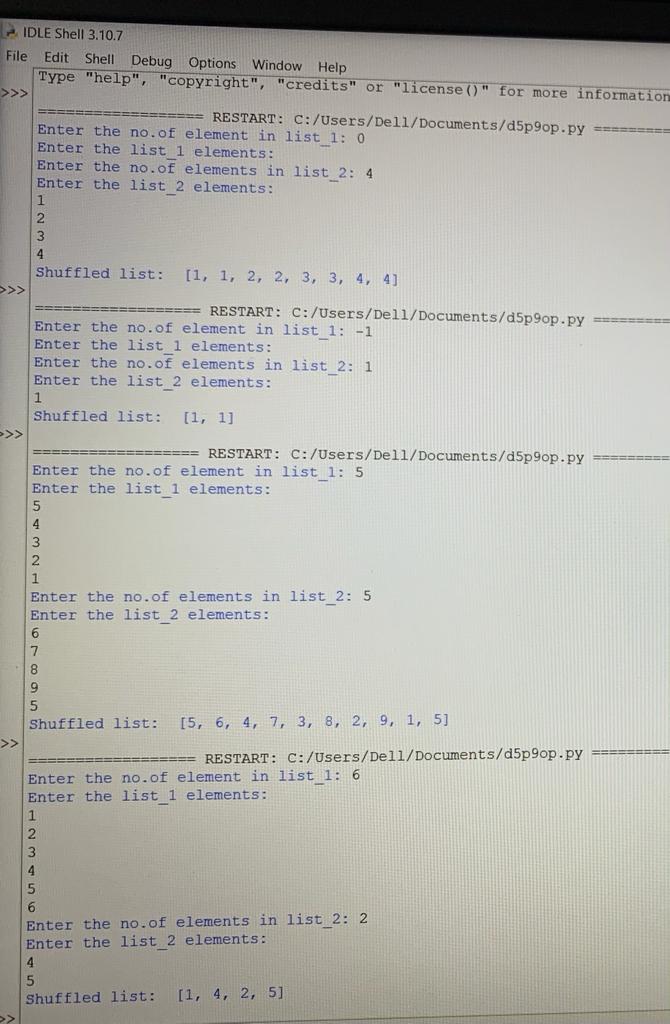 IDLE Shell 3.10.7
File Edit Shell Debug Options Window Help
Type "help", "copyright", "credits" or "license()" for more information
>>>
================== RESTART: C:/Users/Dell/Documents/d5p9op.py =========
Enter the no.of element in list_1: 0
Enter the list_1 elements:
Enter the no.of elements in list_2: 4
Enter the list_2 elements:
1
2
3
4
Shuffled list:  [1, 1, 2, 2, 3, 3, 4, 4]
>>>
================== RESTART: C:/Users/Dell/Documents/d5p9op.py =========
Enter the no.of element in list_1: -1
Enter the list_1 elements:
Enter the no.of elements in list_2: 1
Enter the list_2 elements:
1
Shuffled list:  [1, 1]
>>>
================== RESTART: C:/Users/Dell/Documents/d5p9op.py =========
Enter the no.of element in list_1: 5
Enter the list_1 elements:
5
4
3
2
1
Enter the no.of elements in list_2: 5
Enter the list_2 elements:
6
7
8
9
5
Shuffled list:  [5, 6, 4, 7, 3, 8, 2, 9, 1, 5]
>>
================== RESTART: C:/Users/Dell/Documents/d5p9op.py =========
Enter the no.of element in list_1: 6
Enter the list_1 elements:
1
2
3
4
5
6
Enter the no.of elements in list_2: 2
Enter the list_2 elements:
4
5
Shuffled list:  [1, 4, 2, 5]
>>